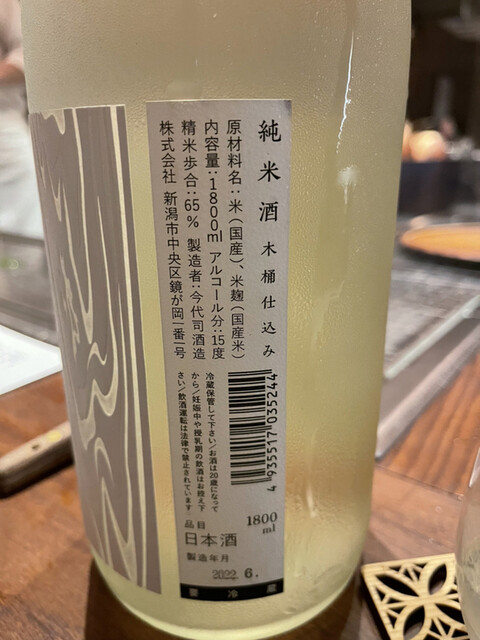 純米酒 木桶仕込み
原材料名：米（国産）、米麹（国産米）
内容量：1800ml アルコール分：15度
精米歩合：65% 製造者：今代司酒造
株式会社 新潟市中央区鏡が岡一番一号
4 935517 035244
冷蔵保管して下さい/お酒は20歳になって
から/妊娠中や授乳期の飲酒はお控え下
さい/飲酒運転は法律で禁止されています
1800
ml
品目
日本酒
製造年月
2022. 6.
要冷蔵